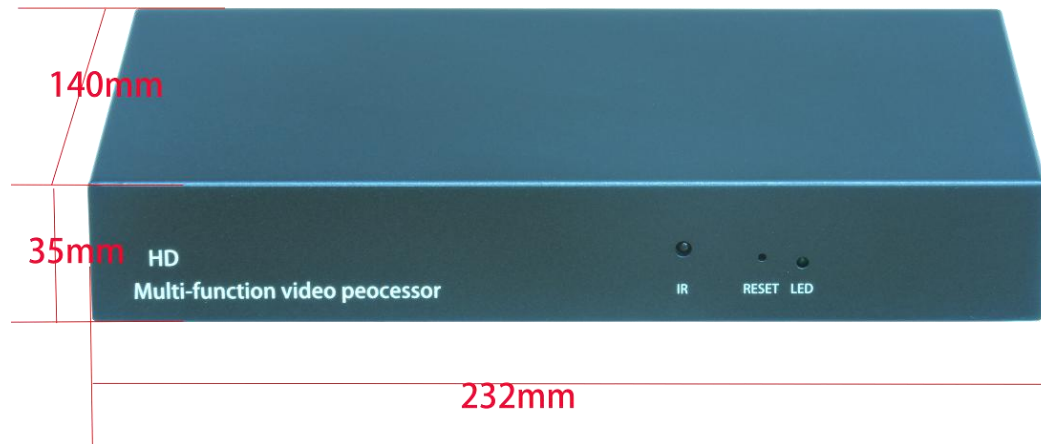 140mm
35mm
HD
Multi-function video peocessor
IR
RESET
LED
232mm